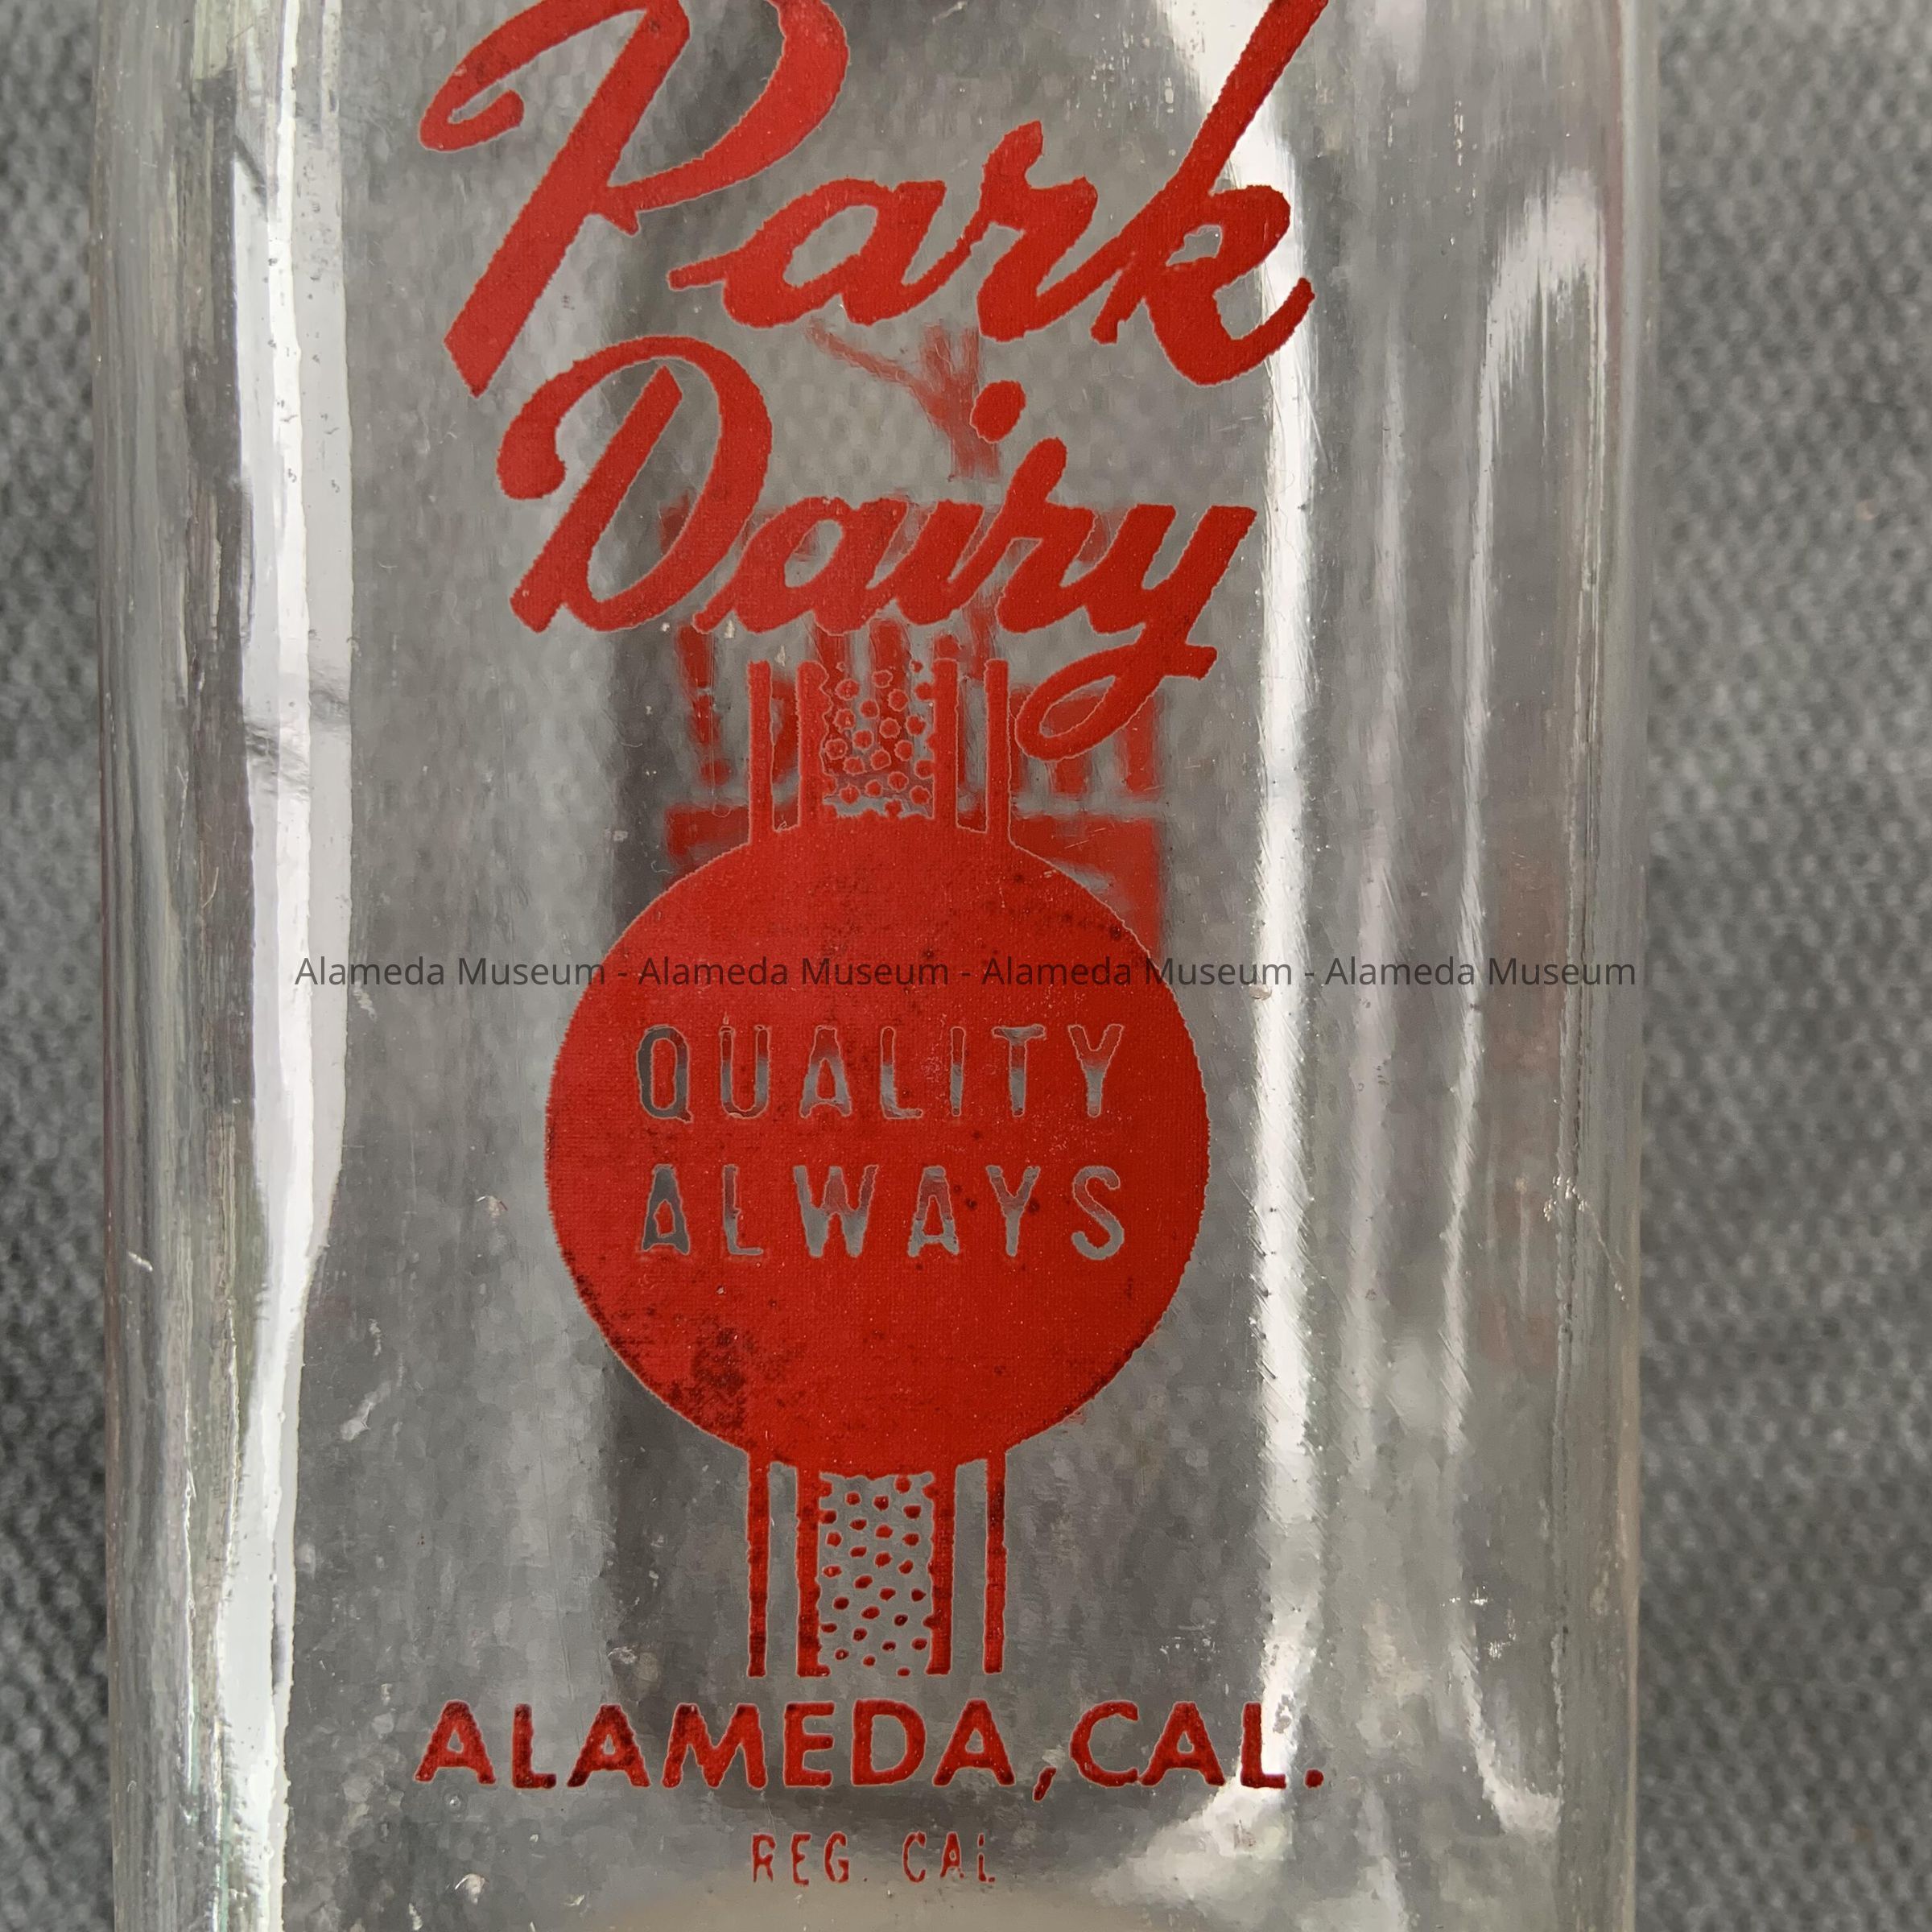 Park
Dairy
Alameda Museum - Alameda Museum - Alameda Museum - Alameda Museum
QUALITY
ALWAYS
ALAMEDA, CAL.
REG. CAL